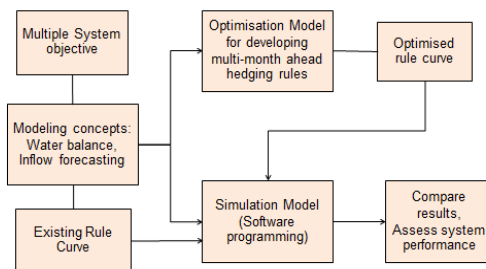 Multiple System
objective
Optimisation Model
for developing
multi-month ahead
hedging rules
Optimised
rule curve
Modeling concepts:
Water balance,
Inflow forecasting
Existing Rule
Curve
Simulation Model
(Software
programming)
Compare
results,
Assess system
performance